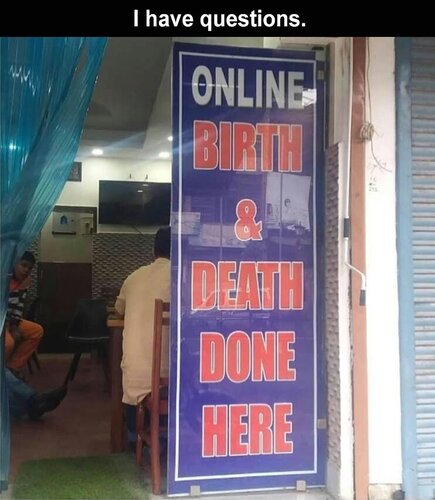 I have questions.
ONLINE
BIRTH
&
DEATH
DONE
HERE